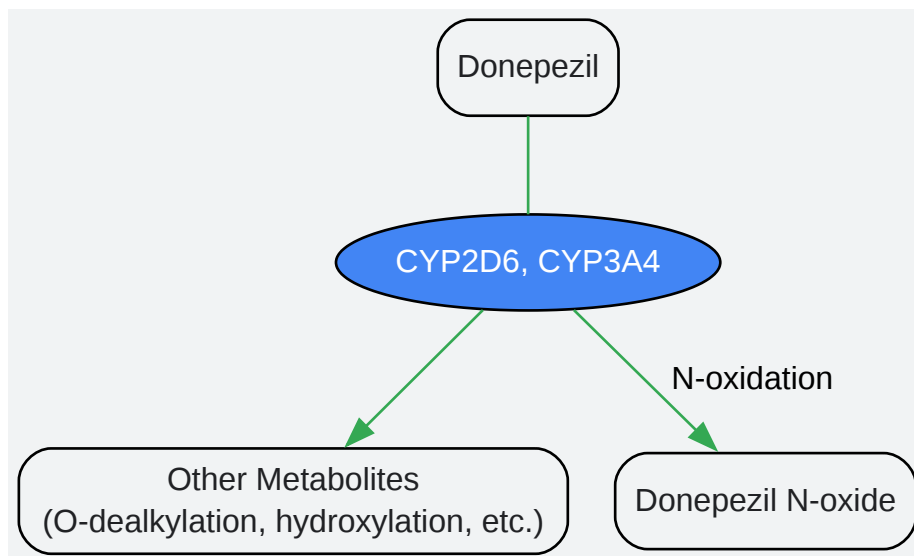 Donepezil
CYP2D6, CYP3A4
N-oxidation
Other Metabolites
(O-dealkylation, hydroxylation, etc.)
Donepezil N-oxide